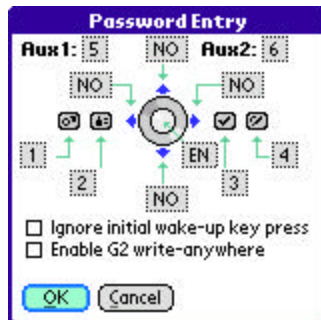 Password Entry
Aux1: 5 NO Aux2: 6
NO NO
1 EN 4
2 3
NO
Ignore initial wake-up key press
Enable G2 write-anywhere
OK Cancel